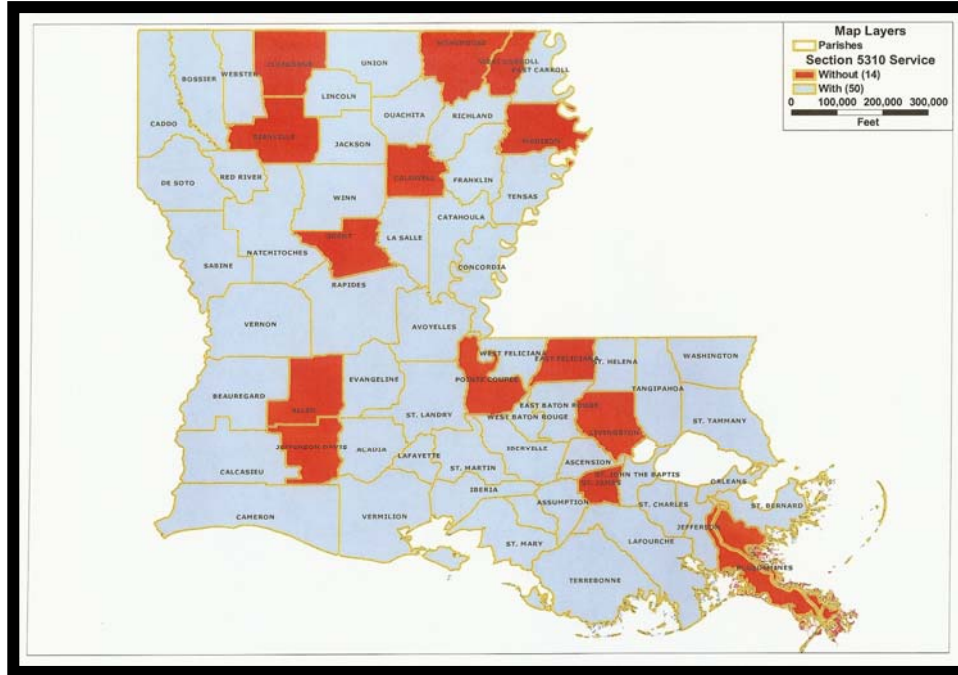 Map Layers
Parishes
Section 5310 Service
Without (14)
With (50)
0 100,000 200,000 300,000
Feet
UNION
BOSSIER
WEBSTER
CLAIBORNE
MOREHOUSE
WEST CARROLL
EAST CARROLL
LINCOLN
OUACHITA
RICHLAND
CADDO
BIENVILLE
JACKSON
MADISON
DE SOTO
RED RIVER
CALDWELL
FRANKLIN
TENSAS
WINN
CATAHOULA
NATCHITOCHES
GRANT
LA SALLE
SABINE
CONCORDIA
RAPIDES
VERNON
AVOYELLES
WEST FELICIANA
EAST FELICIANA
ST. HELENA
WASHINGTON
BEAUREGARD
EVANGELINE
POINTE COUPEE
TANGIPAHOA
ALLEN
ST. LANDRY
EAST BATON ROUGE
WEST BATON ROUGE
ST. TAMMANY
LIVINGSTON
JEFFERSON DAVIS
ACADIA
LAFAYETTE
IBERVILLE
CALCASIEU
ST. MARTIN
ASCENSION
ST. JOHN THE BAPTIS
ST. JAMES
ORLEANS
IBERIA
CAMERON
VERMILION
ASSUMPTION
ST. CHARLES
ST. BERNARD
JEFFERSON
ST. MARY
LAFOURCHE
PLAQUEMINES
TERREBONNE